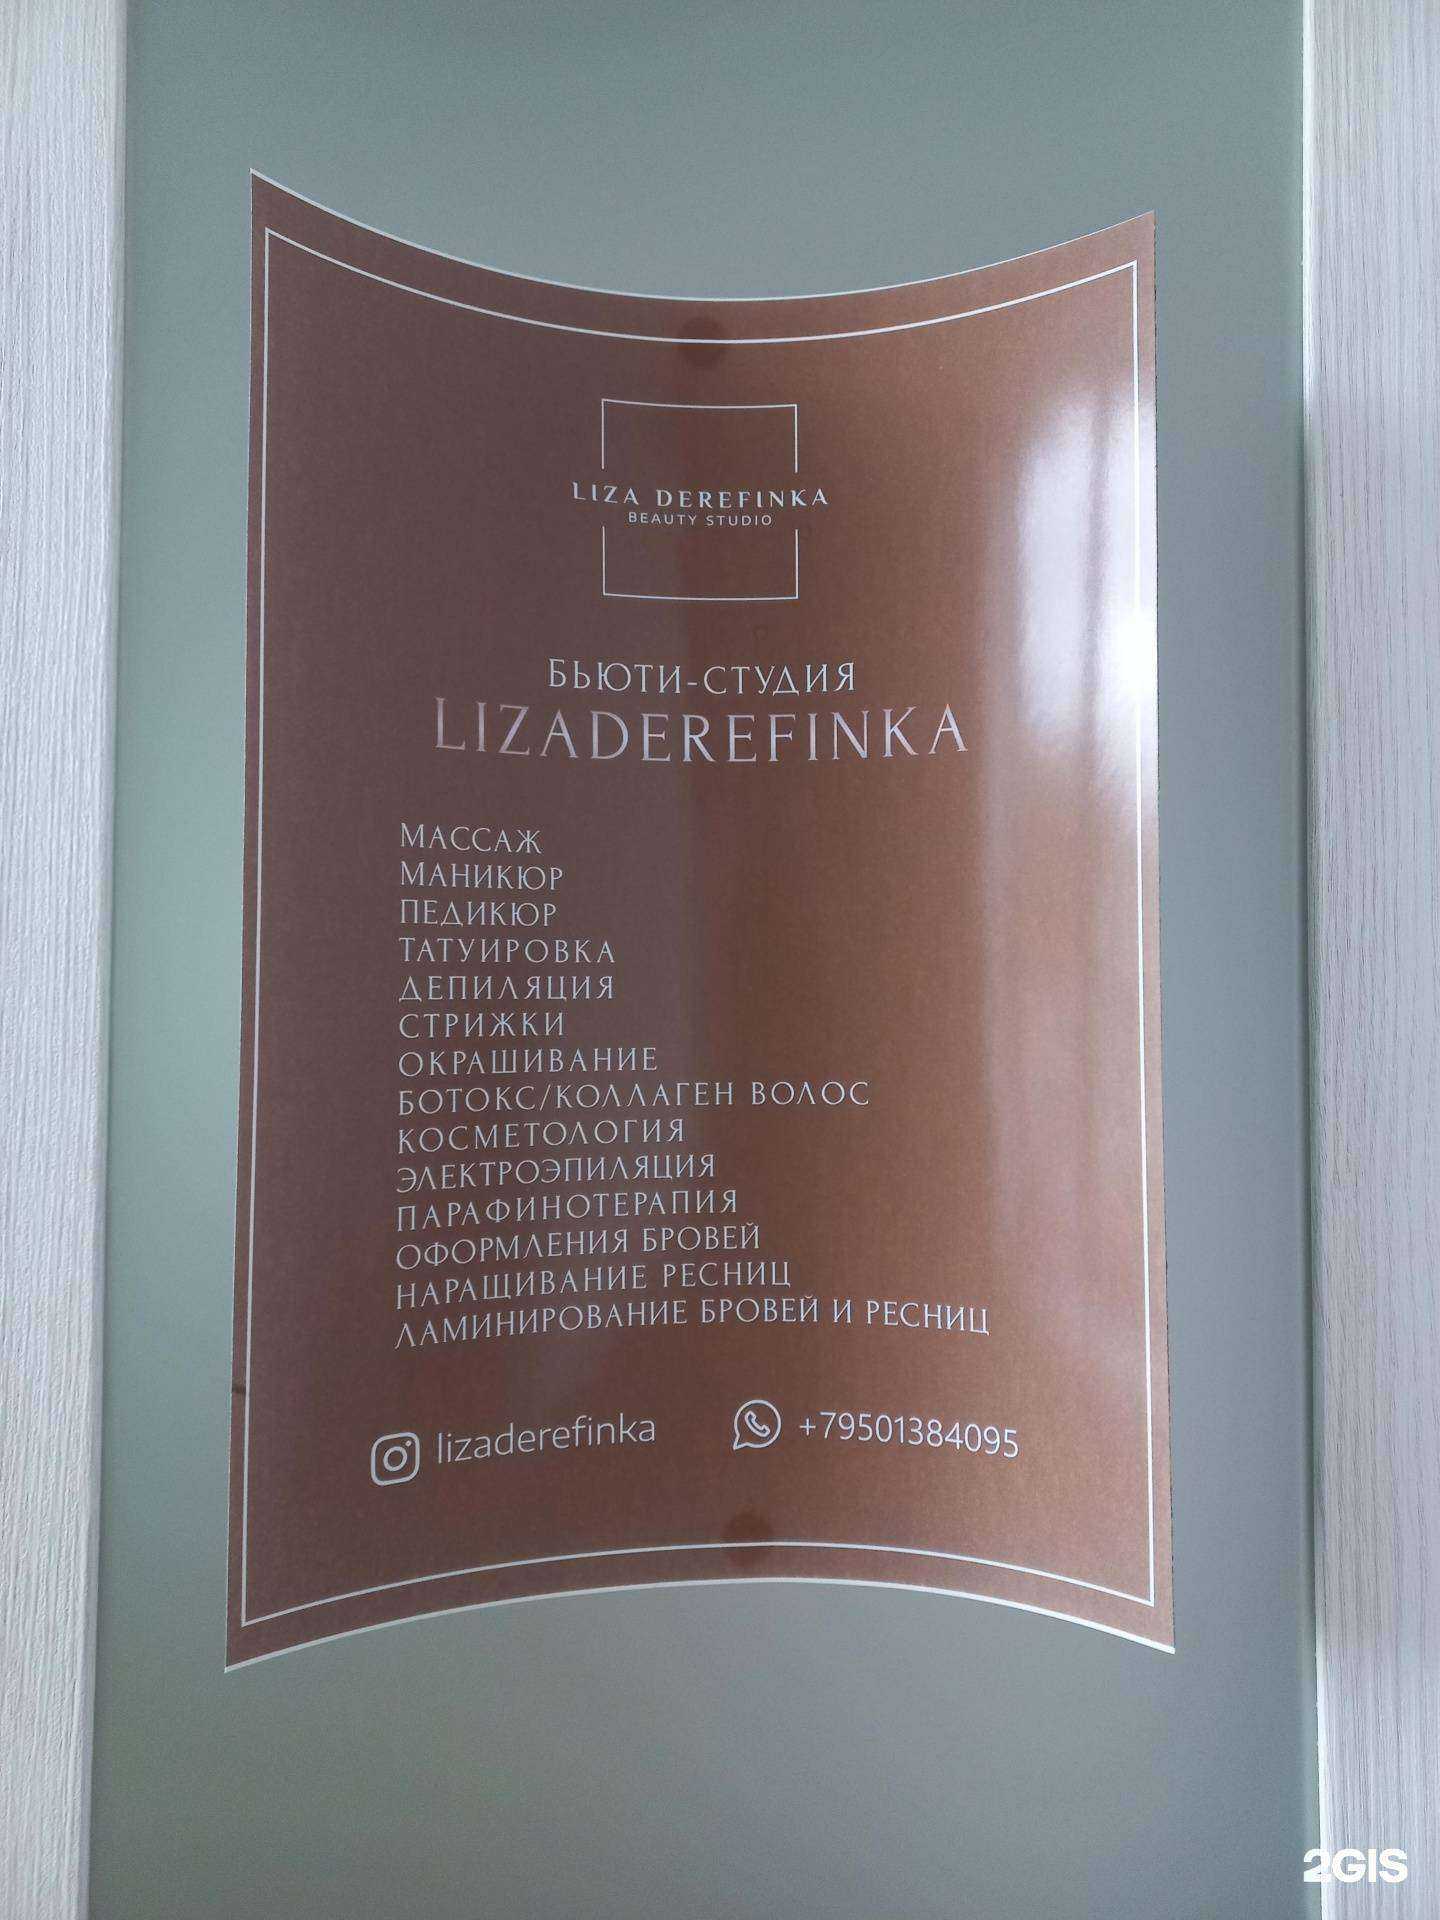 LIZA DEREFINKA
BEAUTY STUDIO
БЬЮТИ-СТУДИЯ
LIZADEREFINKA
МАССАЖ
МАНИКЮР
ПЕДИКЮР
ТАТУИРОВКА
ДЕПИЛЯЦИЯ
СТРИЖКИ
ОКРАШИВАНИЕ
БОТОКС/КОЛЛАГЕН ВОЛОС
КОСМЕТОЛОГИЯ
ЭЛЕКТРОЭПИЛЯЦИЯ
ПАРАФИНОТЕРАПИЯ
ОФОРМЛЕНИЯ БРОВЕЙ
НАРАЩИВАНИЕ РЕСНИЦ
ЛАМИНИРОВАНИЕ БРОВЕЙ И РЕСНИЦ
lizaderefinka +79501384095
2GIS